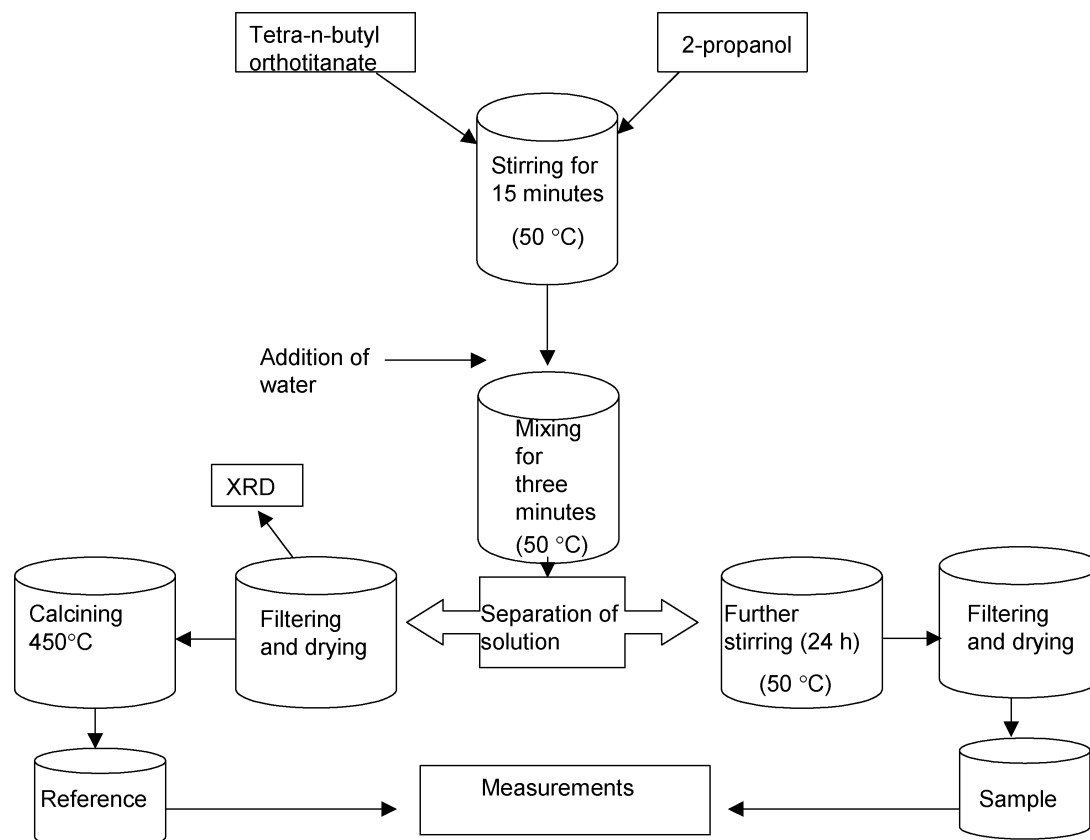 Tetra-n-butyl
orthotitanate
2-propanol
Stirring for
15 minutes
(50 °C)
Addition of
water
Mixing
for
three
minutes
(50 °C)
XRD
Calcining
450°C
Filtering
and drying
Separation of
solution
Further
stirring (24 h)
(50 °C)
Filtering
and drying
Reference
Measurements
Sample